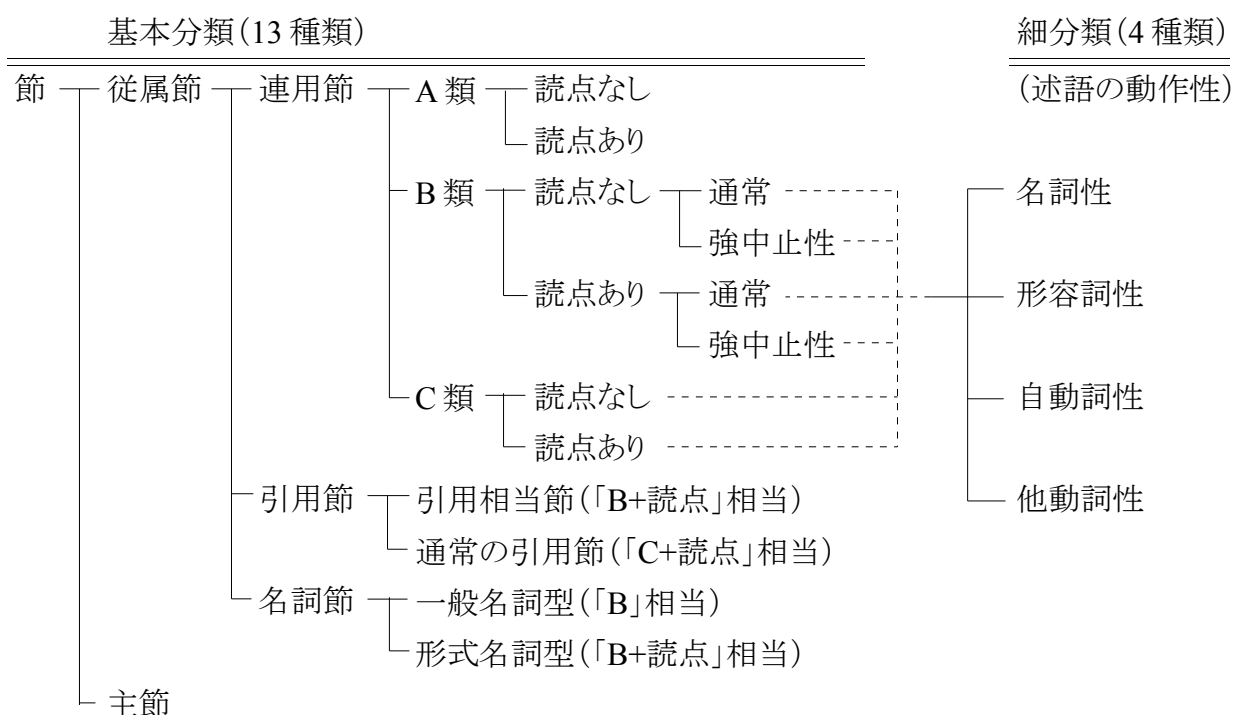 基本分類(13 種類) 細分類(4 種類)
節 従属節 連用節 A 類 読点なし (述語の動作性)
読点あり
B 類 読点なし 通常 名詞性
強中止性
読点あり 通常 形容詞性
強中止性
C 類 読点なし 自動詞性
読点あり
引用節 引用相当節(「B+読点」相当) 他動詞性
通常の引用節(「C+読点」相当)
名詞節 一般名詞型(「B」相当)
形式名詞型(「B+読点」相当)
主節